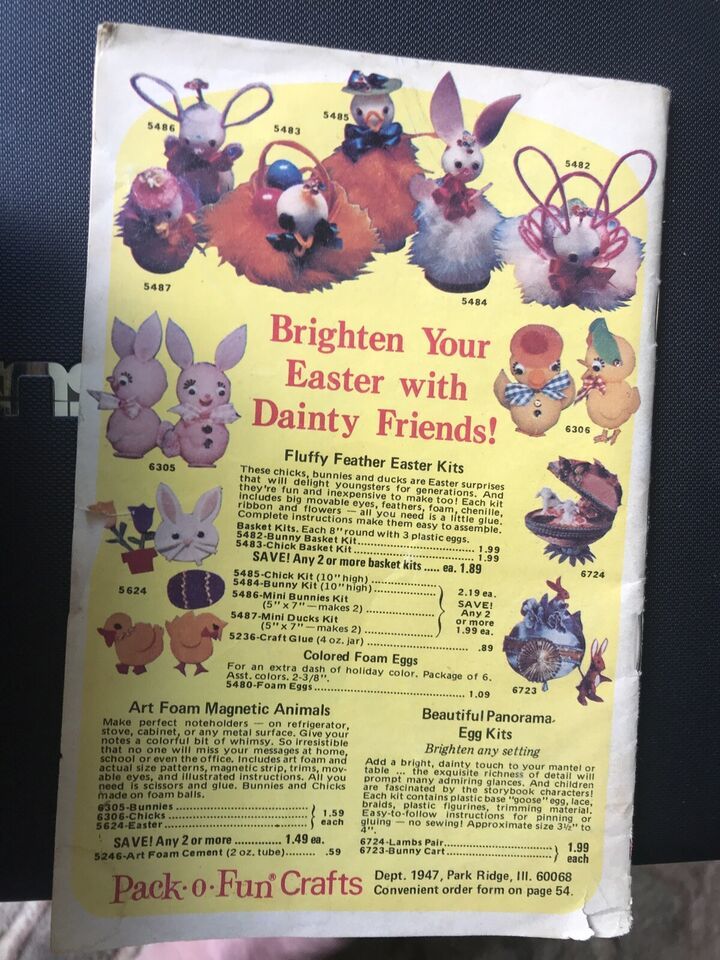 5486
5483
5485
5482
5487
5484
Brighten Your
Easter with
Dainty Friends!
6305
6306
Fluffy Feather Easter Kits
These chicks, bunnies and ducks are Easter surprises
that will delight youngsters for generations. And
they're fun and inexpensive to make too! Each kit
includes big movable eyes, feathers, foam, chenille,
ribbon and flowers — all you need is a little glue.
Complete instructions make them easy to assemble.
Basket Kits. Each 8" round with 3 plastic eggs.
5482-Bunny Basket Kit.......... 1.99
5483-Chick Basket Kit.......... 1.99
SAVE! Any 2 or more basket kits ..... ea. 1.89
5485-Chick Kit (10" high)..........
5484-Bunny Kit (10" high)..........
5486-Mini Bunnies Kit
(5" x 7" — makes 2) ..........
5487-Mini Ducks Kit
(5" x 7" — makes 2) ..........
2.19 ea.
SAVE!
Any 2
or more
1.99 ea.
5236-Craft Glue (4 oz. jar) .......... .89
5624
6724
6723
Colored Foam Eggs
For an extra dash of holiday color. Package of 6.
Asst. colors. 2-3/8".
5480-Foam Eggs.......... 1.09
Art Foam Magnetic Animals
Make perfect noteholders — on refrigerator,
stove, cabinet, or any metal surface. Give your
notes a colorful bit of whimsy. So irresistible
that no one will miss your messages at home,
school or even the office. Includes art foam and
actual size patterns, magnetic strip, trims, mov-
able eyes, and illustrated instructions. All you
need is scissors and glue. Bunnies and Chicks
made on foam balls.
6305-Bunnies ..........
6306-Chicks ..........
5624-Easter ..........
1.59
each
SAVE! Any 2 or more .......... 1.49 ea.
5246-Art Foam Cement (2 oz. tube)........ .59
Beautiful Panorama
Egg Kits
Brighten any setting
Add a bright, dainty touch to your mantel or
table ... the exquisite richness of detail will
prompt many admiring glances. And children
are fascinated by the storybook characters!
Each kit contains plastic base "goose" egg, lace,
braids, plastic figurines, trimming material.
Easy-to-follow instructions for pinning or
gluing — no sewing! Approximate size 3½" to
4".
6724-Lambs Pair..........
6723-Bunny Cart..........
1.99
each
Pack·o·Fun® Crafts
Dept. 1947, Park Ridge, Ill. 60068
Convenient order form on page 54.